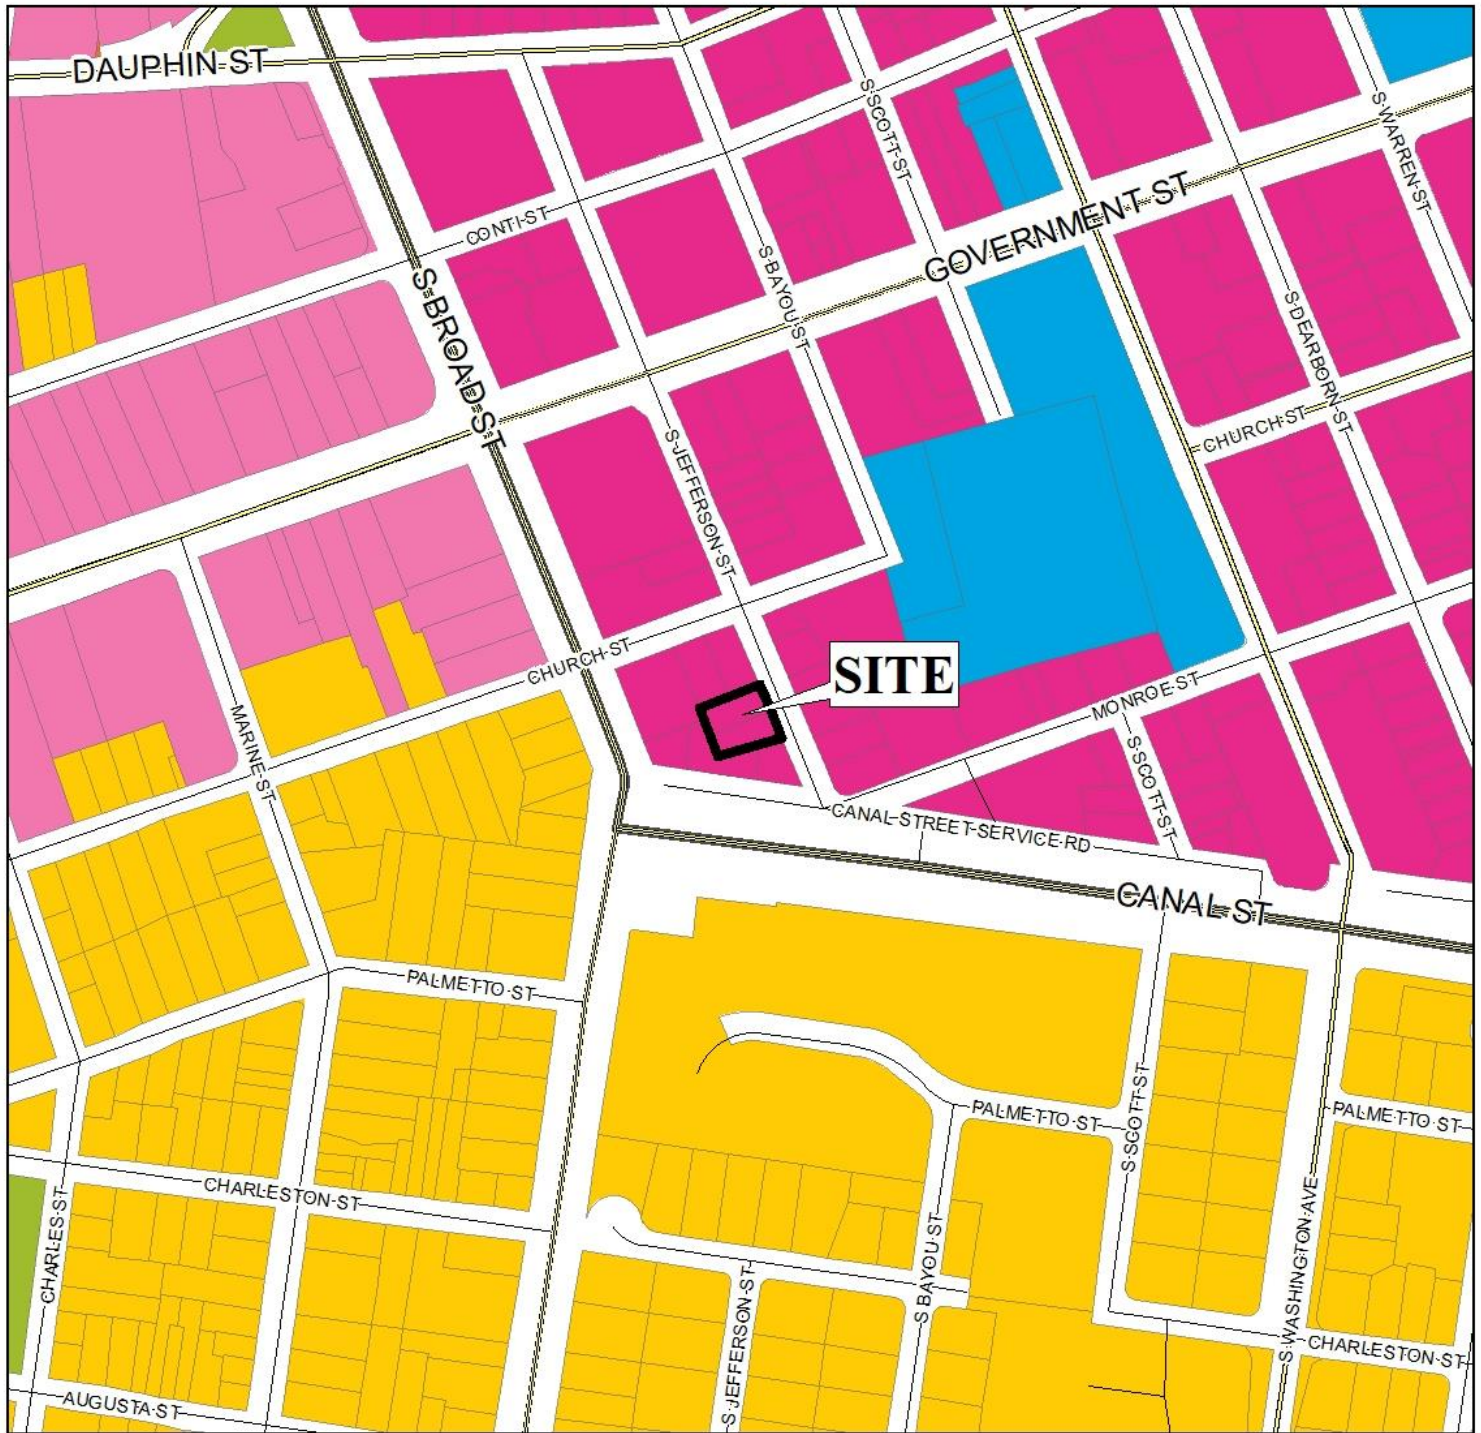 DAUPHIN ST
S SCOTT ST
S WARREN ST
CONTI ST
GOVERNMENT ST
S BROAD ST
S BAYOU ST
S DEARBORN ST
CHURCH ST
S JEFFERSON ST
CHURCH ST
SITE
MONROE ST
MARINE ST
S SCOTT ST
CANAL STREET SERVICE RD
CANAL ST
PALMETTO ST
PALMETTO ST
PALMETTO ST
S SCOTT ST
CHARLESTON ST
CHARLES ST
S BAYOU ST
S WASHINGTON AVE
S JEFFERSON ST
CHARLESTON ST
AUGUSTA ST